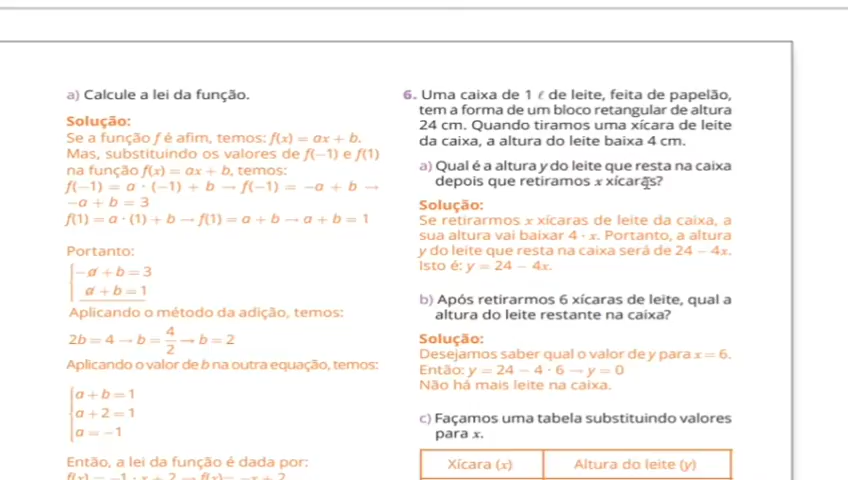 a) Calcule a lei da função.
Solução:
Se a função f é afim, temos: f(x) = ax + b.
Mas, substituindo os valores de f(−1) e f(1)
na função f(x) = ax + b, temos:
f(−1) = a · (−1) + b → f(−1) = −a + b →
−a + b = 3
f(1) = a · (1) + b → f(1) = a + b → a + b = 1
Portanto:
−a + b = 3
a + b = 1
Aplicando o método da adição, temos:
2b = 4 → b = 4/2 → b = 2
Aplicando o valor de b na outra equação, temos:
a + b = 1
a + 2 = 1
a = −1
Então, a lei da função é dada por:
f(x) = −1 · x + 2 → f(x) = −x + 2
6. Uma caixa de 1 ℓ de leite, feita de papelão,
tem a forma de um bloco retangular de altura
24 cm. Quando tiramos uma xícara de leite
da caixa, a altura do leite baixa 4 cm.
a) Qual é a altura y do leite que resta na caixa
depois que retiramos x xícaras?
Solução:
Se retirarmos x xícaras de leite da caixa, a
sua altura vai baixar 4 · x. Portanto, a altura
y do leite que resta na caixa será de 24 − 4x.
Isto é: y = 24 − 4x.
b) Após retirarmos 6 xícaras de leite, qual a
altura do leite restante na caixa?
Solução:
Desejamos saber qual o valor de y para x = 6.
Então: y = 24 − 4 · 6 → y = 0
Não há mais leite na caixa.
c) Façamos uma tabela substituindo valores
para x.
Xícara (x) Altura do leite (y)